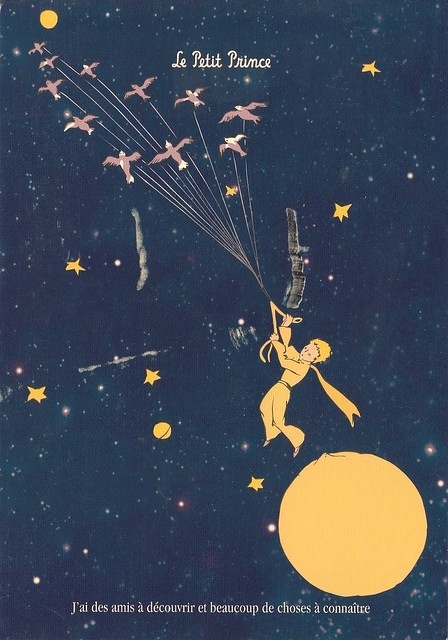 Le Petit Prince
J'ai des amis à découvrir et beaucoup de choses à connaître